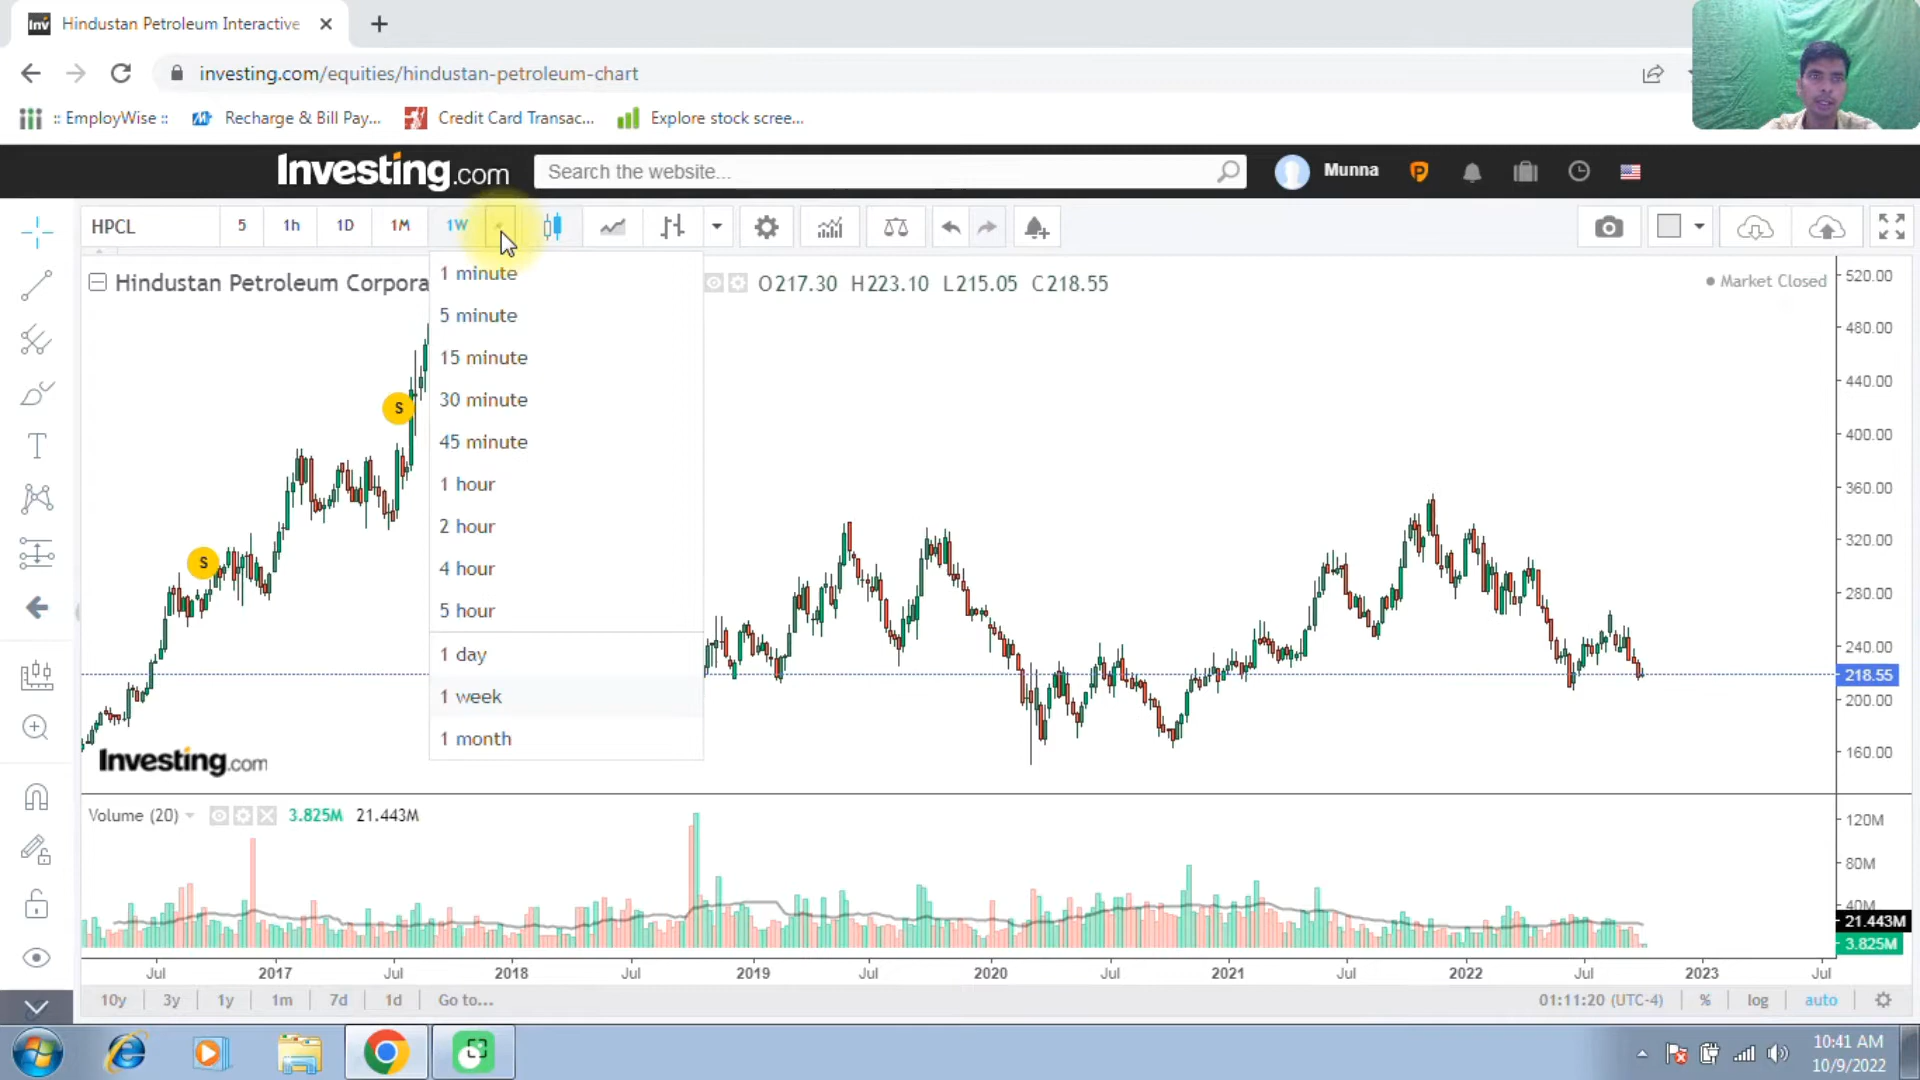 Inv Hindustan Petroleum Interactive
investing.com/equities/hindustan-petroleum-chart
:: EmployWise :: Recharge & Bill Pay... Credit Card Transac... Explore stock scree...
Investing.com Search the website... Munna P
HPCL 5 1h 1D 1M 1W
Hindustan Petroleum Corpora O217.30 H223.10 L215.05 C218.55 Market Closed
1 minute
5 minute
15 minute
30 minute
45 minute
1 hour
2 hour
4 hour
5 hour
1 day
1 week
1 month
S
S
T
520.00
480.00
440.00
400.00
360.00
320.00
280.00
240.00
218.55
200.00
160.00
Investing.com
Volume (20) 3.825M 21.443M
120M
80M
40M
21.443M
3.825M
Jul 2017 Jul 2018 Jul 2019 Jul 2020 Jul 2021 Jul 2022 Jul 2023 Jul
10y 3y 1y 1m 7d 1d Go to... 01:11:20 (UTC-4) % log auto
10:41 AM
10/9/2022